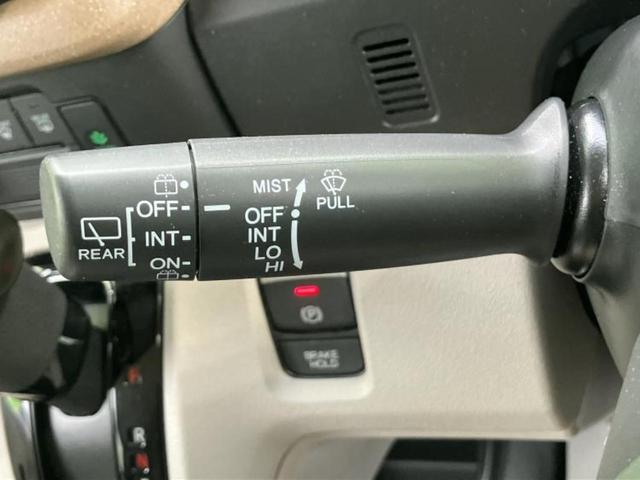 MIST
PULL
OFF
OFF
INT
INT
REAR
LO
ON
HI
P
BRAKE
HOLD
R
N